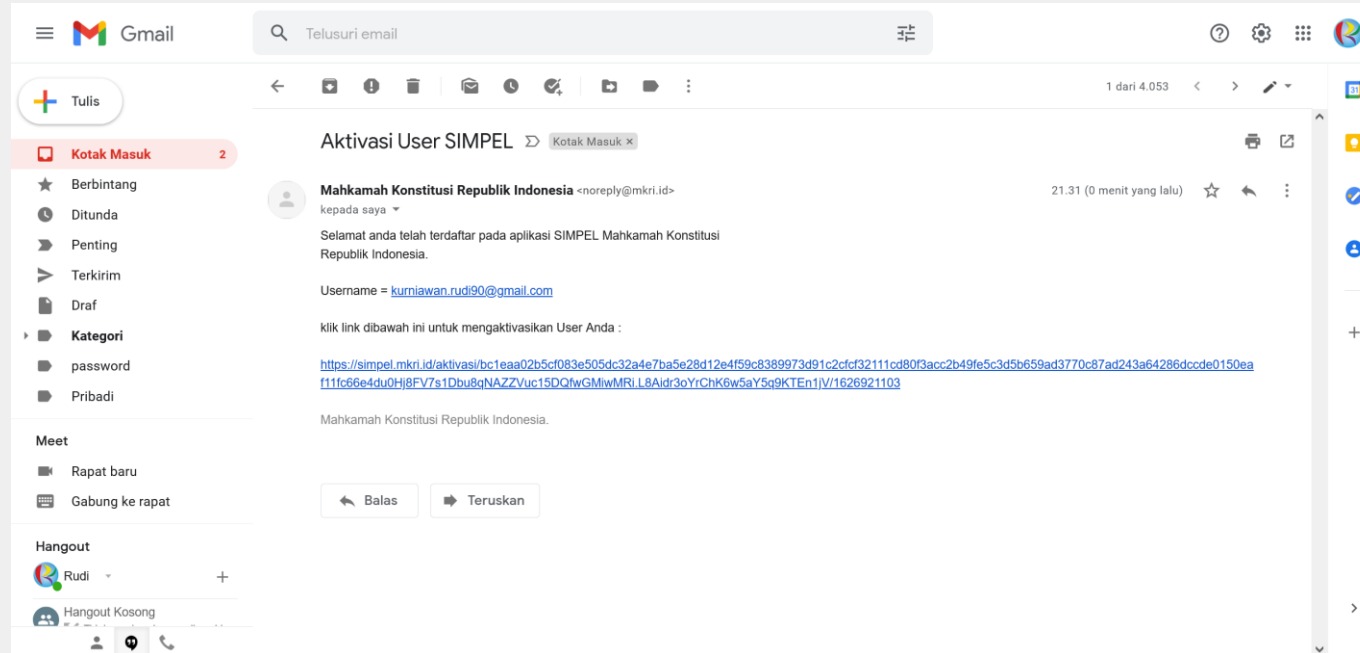 Gmail
Telusuri email
Tulis
1 dari 4.053
31
Kotak Masuk 2
Berbintang
Ditunda
Penting
Terkirim
Draf
Kategori
password
Pribadi
Meet
Rapat baru
Gabung ke rapat
Hangout
Rudi
Hangout Kosong
Aktivasi User SIMPEL Kotak Masuk ×
Mahkamah Konstitusi Republik Indonesia <noreply@mkri.id> 21.31 (0 menit yang lalu)
kepada saya
Selamat anda telah terdaftar pada aplikasi SIMPEL Mahkamah Konstitusi
Republik Indonesia.
Username = kurniawan.rudi90@gmail.com
klik link dibawah ini untuk mengaktivasikan User Anda :
https://simpel.mkri.id/aktivasi/bc1eaa02b5cf083e505dc32a4e7ba5e28d12e4f59c8389973d91c2cfcf32111cd80f3acc2b49fe5c3d5b659ad3770c87ad243a64286dccde0150ea
f11fc66e4du0Hj8FV7s1Dbu8qNAZZVuc15DQfwGMiwMRi.L8Aidr3oYrChK6w5aY5q9KTEn1jV/1626921103
Mahkamah Konstitusi Republik Indonesia.
Balas
Teruskan